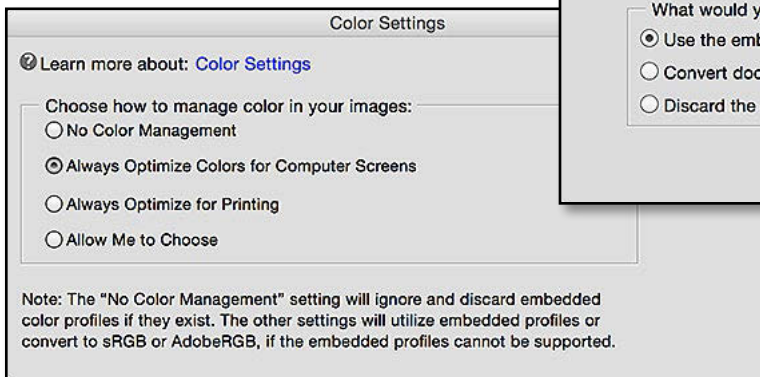 Color Settings
Learn more about: Color Settings
Choose how to manage color in your images:
No Color Management
Always Optimize Colors for Computer Screens
Always Optimize for Printing
Allow Me to Choose
Note: The “No Color Management” setting will ignore and discard embedded
color profiles if they exist. The other settings will utilize embedded profiles or
convert to sRGB or AdobeRGB, if the embedded profiles cannot be supported.
What would y
Use the emb
Convert doc
Discard the